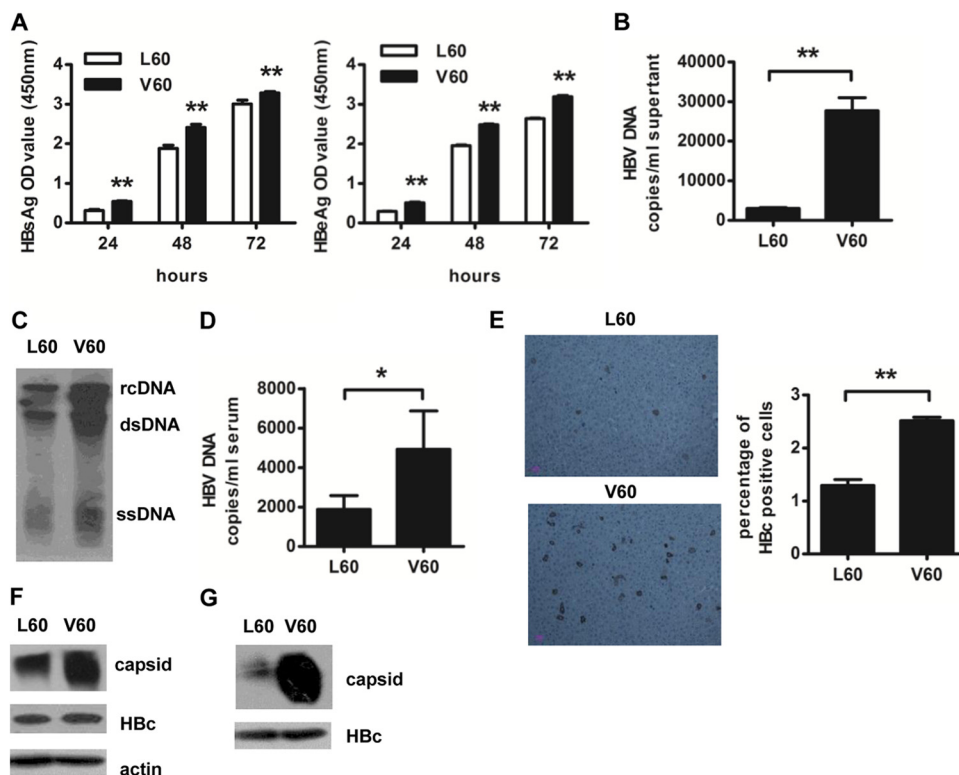 A
HBsAg OD value (450nm)
L60
V60
4
3
2
1
0
**
**
**
24
48
72
hours
HBeAg OD value (450nm)
L60
V60
4
3
2
1
0
**
**
**
24
48
72
hours
B
HBV DNA
copies/ml supertant
40000
30000
20000
10000
0
**
L60
V60
C
L60
V60
rcDNA
dsDNA
ssDNA
D
HBV DNA
copies/ml serum
8000
6000
4000
2000
0
*
L60
V60
E
L60
V60
percentage of
HBc positive cells
3
2
1
0
**
L60
V60
F
L60
V60
capsid
HBc
actin
G
L60
V60
capsid
HBc